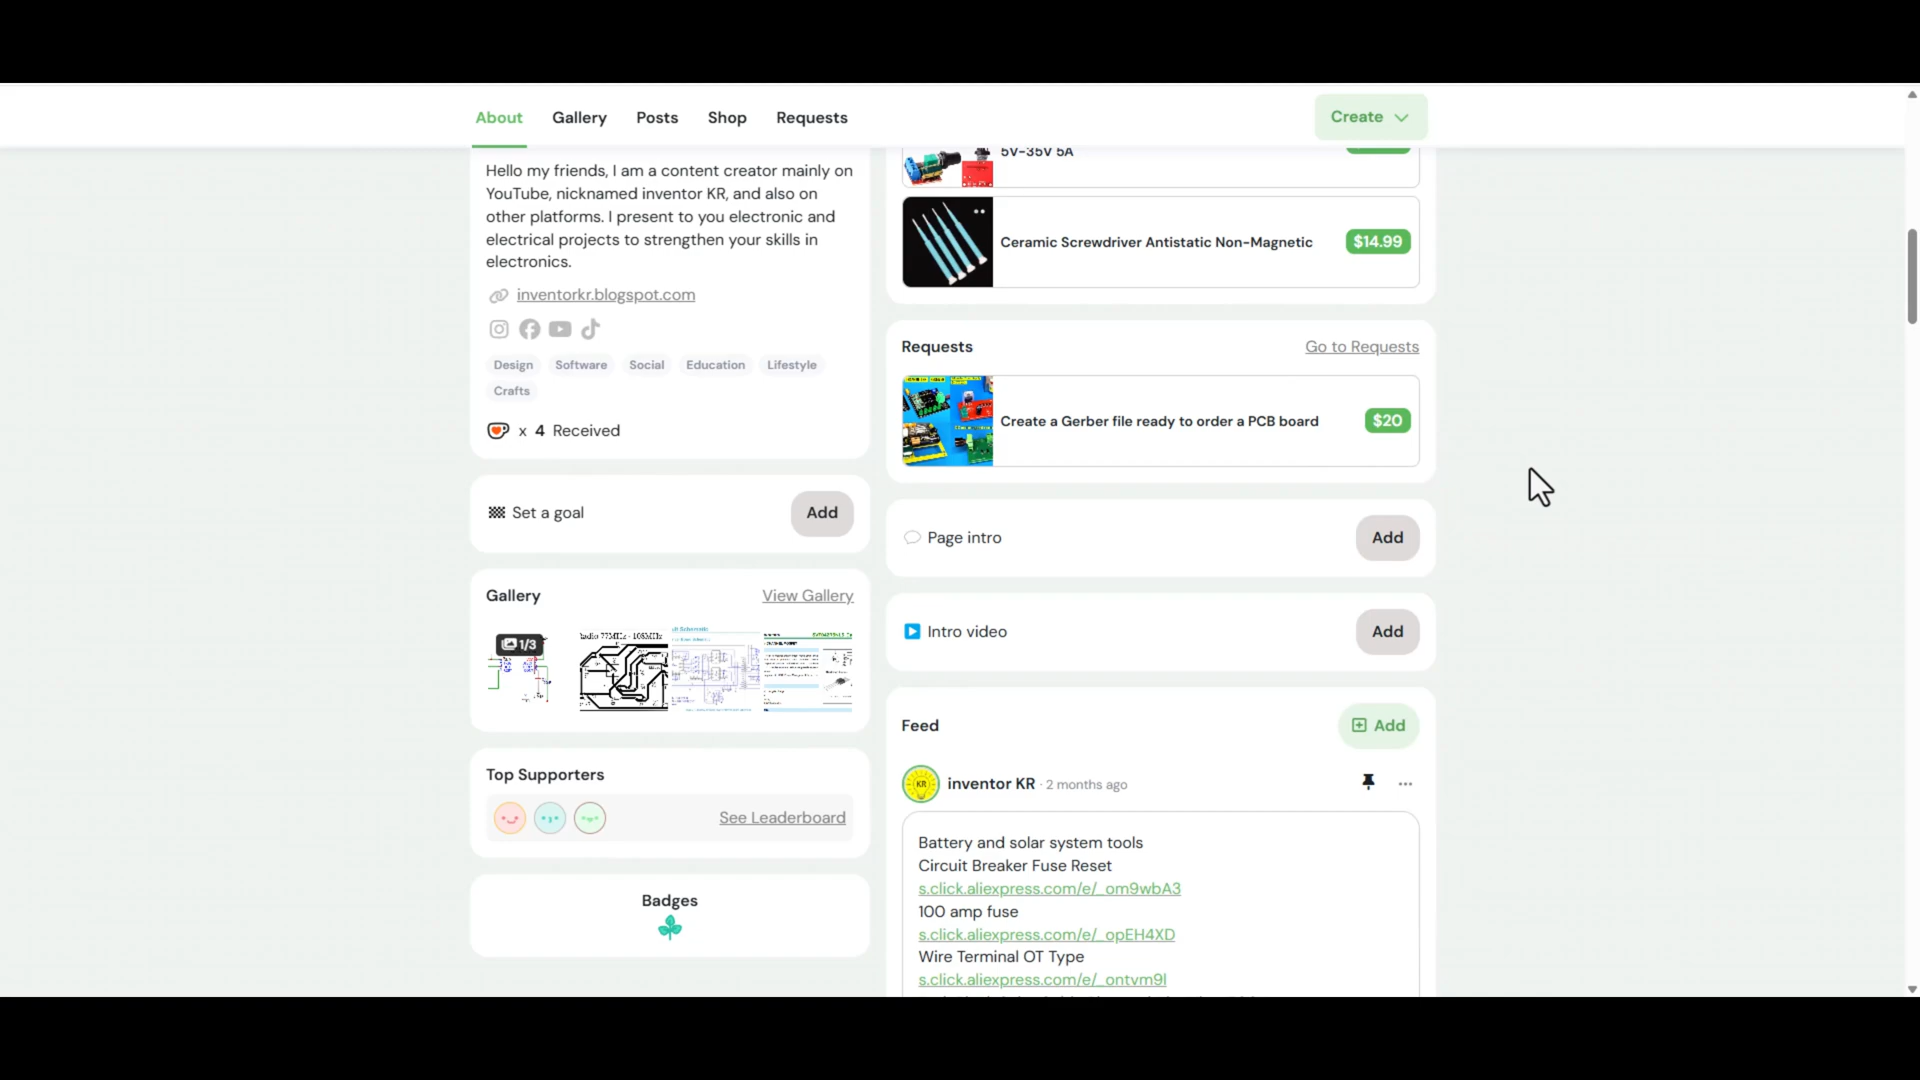 About
Gallery
Posts
Shop
Requests
Create
Hello my friends, I am a content creator mainly on
YouTube, nicknamed inventor KR, and also on
other platforms. I present to you electronic and
electrical projects to strengthen your skills in
electronics.
inventorkr.blogspot.com
Design
Software
Social
Education
Lifestyle
Crafts
x 4 Received
Set a goal
Add
Gallery
View Gallery
1/3
Radio 77MHz - 108MHz
Top Supporters
See Leaderboard
Badges
5V-35V 5A
Ceramic Screwdriver Antistatic Non-Magnetic
$14.99
Requests
Go to Requests
Create a Gerber file ready to order a PCB board
$20
Page intro
Add
Intro video
Add
Feed
Add
KR
inventor KR · 2 months ago
Battery and solar system tools
Circuit Breaker Fuse Reset
s.click.aliexpress.com/e/_om9wbA3
100 amp fuse
s.click.aliexpress.com/e/_opEH4XD
Wire Terminal OT Type
s.click.aliexpress.com/e/_ontvm9I